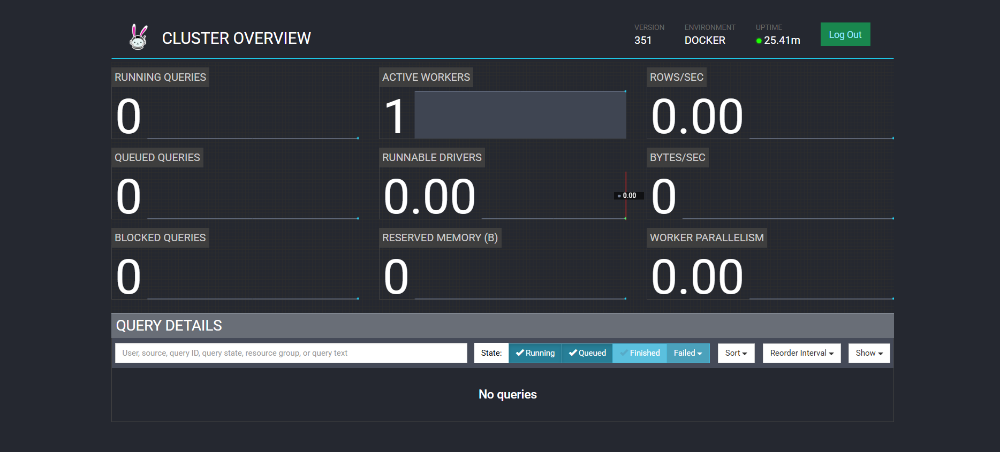 CLUSTER OVERVIEW
VERSION
351
ENVIRONMENT
DOCKER
UPTIME
25.41m
Log Out
RUNNING QUERIES
0
ACTIVE WORKERS
1
ROWS/SEC
0.00
QUEUED QUERIES
0
RUNNABLE DRIVERS
0.00
0.00
BYTES/SEC
0
BLOCKED QUERIES
0
RESERVED MEMORY (B)
0
WORKER PARALLELISM
0.00
QUERY DETAILS
User, source, query ID, query state, resource group, or query text
State:
Running
Queued
Finished
Failed
Sort
Reorder Interval
Show
No queries